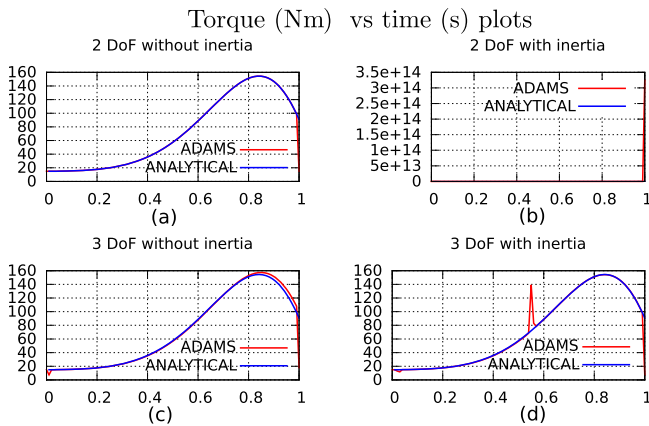 Torque (Nm) vs time (s) plots
2 DoF without inertia
160
140
120
100
80
60
40
20
0
ADAMS
ANALYTICAL
0 0.2 0.4 0.6 0.8 1
(a)
2 DoF with inertia
3.5e+14
3e+14
2.5e+14
2e+14
1.5e+14
1e+14
5e+13
0
ADAMS
ANALYTICAL
0 0.2 0.4 0.6 0.8 1
(b)
3 DoF without inertia
160
140
120
100
80
60
40
20
0
ADAMS
ANALYTICAL
0 0.2 0.4 0.6 0.8 1
(c)
3 DoF with inertia
160
140
120
100
80
60
40
20
0
ADAMS
ANALYTICAL
0 0.2 0.4 0.6 0.8 1
(d)